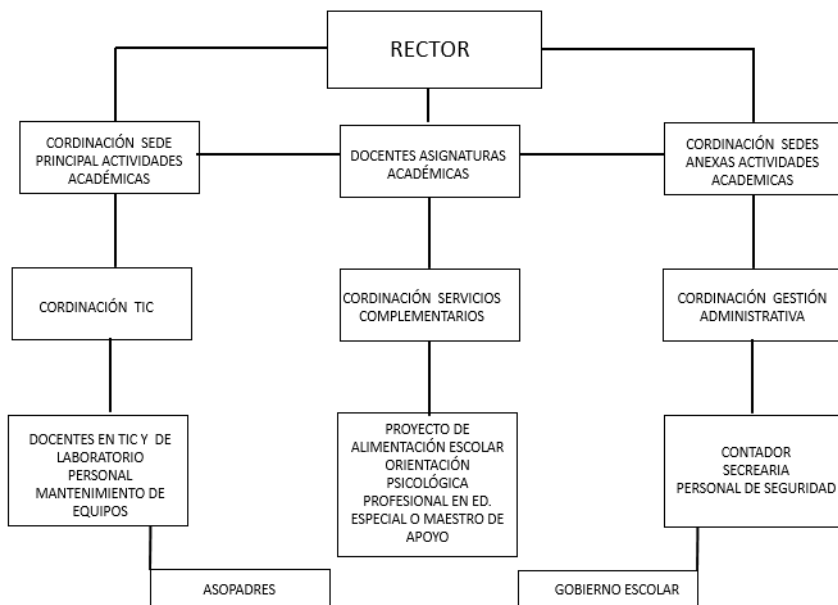 RECTOR
CORDINACIÓN SEDE
PRINCIPAL ACTIVIDADES
ACADÉMICAS
DOCENTES ASIGNATURAS
ACADÉMICAS
CORDINACIÓN SEDES
ANEXAS ACTIVIDADES
ACADEMICAS
CORDINACIÓN TIC
CORDINACIÓN SERVICIOS
COMPLEMENTARIOS
CORDINACIÓN GESTIÓN
ADMINISTRATIVA
DOCENTES EN TIC Y DE
LABORATORIO
PERSONAL
MANTENIMIENTO DE
EQUIPOS
PROYECTO DE
ALIMENTACIÓN ESCOLAR
ORIENTACIÓN
PSICOLÓGICA
PROFESIONAL EN ED.
ESPECIAL O MAESTRO DE
APOYO
CONTADOR
SECREARIA
PERSONAL DE SEGURIDAD
ASOPADRES
GOBIERNO ESCOLAR